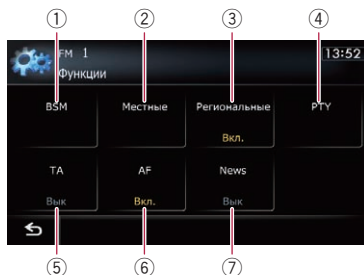 ① ② ③ ④
FM 1
13:52
Функции
BSM Местные Региональные PTY
Вкл.
TA AF News
Вык Вкл. Вык
⑤ ⑥ ⑦